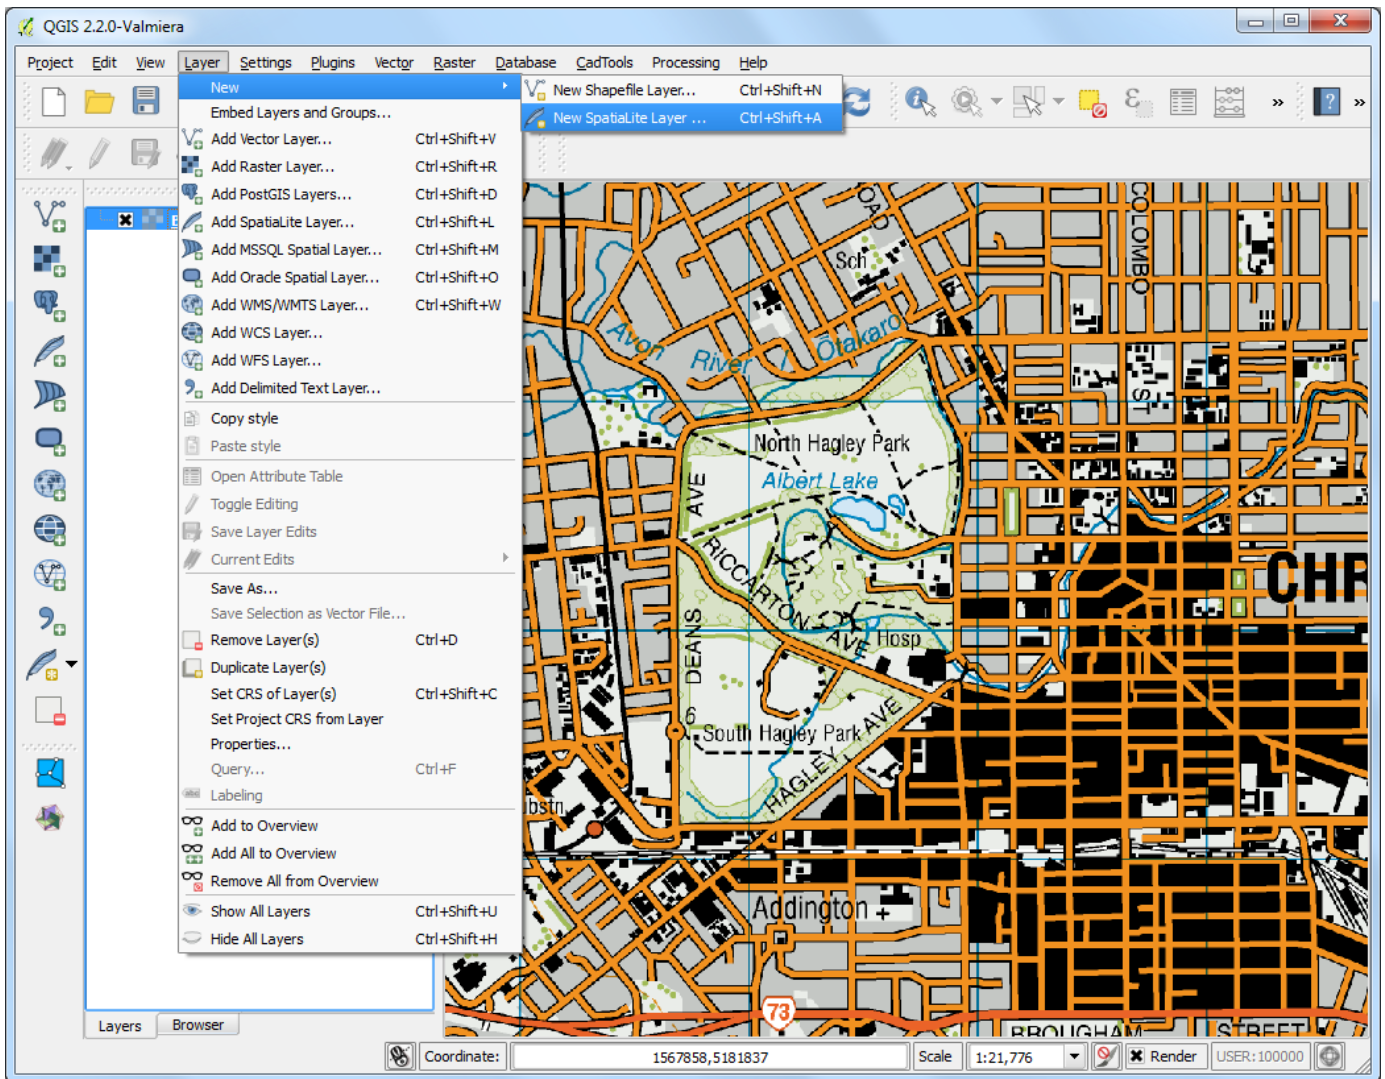 QGIS 2.2.0-Valmiera
Project Edit View Layer Settings Plugins Vector Raster Database CadTools Processing Help
New
New Shapefile Layer... Ctrl+Shift+N
New SpatiaLite Layer ... Ctrl+Shift+A
Embed Layers and Groups...
Add Vector Layer... Ctrl+Shift+V
Add Raster Layer... Ctrl+Shift+R
Add PostGIS Layers... Ctrl+Shift+D
Add SpatiaLite Layer... Ctrl+Shift+L
Add MSSQL Spatial Layer... Ctrl+Shift+M
Add Oracle Spatial Layer... Ctrl+Shift+O
Add WMS/WMTS Layer... Ctrl+Shift+W
Add WCS Layer...
Add WFS Layer...
Add Delimited Text Layer...
Copy style
Paste style
Open Attribute Table
Toggle Editing
Save Layer Edits
Current Edits
Save As...
Save Selection as Vector File...
Remove Layer(s) Ctrl+D
Duplicate Layer(s)
Set CRS of Layer(s) Ctrl+Shift+C
Set Project CRS from Layer
Properties...
Query... Ctrl+F
Labeling
Add to Overview
Add All to Overview
Remove All from Overview
Show All Layers Ctrl+Shift+U
Hide All Layers Ctrl+Shift+H
OAD
COLOMBO
ST
Sch
Avon River / Ōtakaro
North Hagley Park
Albert Lake
DEANS AVE
RICCARTON AVE
Hosp
CHR
6
South Hagley Park
HAGLEY AVE
bstn
Addington
73
BROUGHAM STREET
Layers Browser
Coordinate: 1567858,5181837 Scale 1:21,776 Render USER:100000